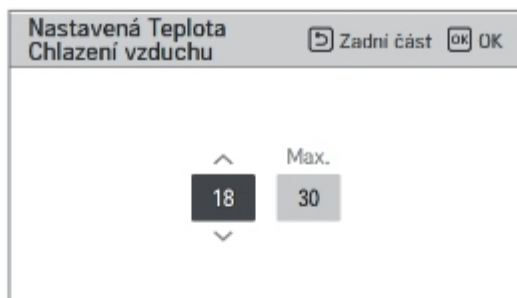 Nastavená Teplota
Chlazení vzduchu
Zadní část OK OK
Max.
18 30